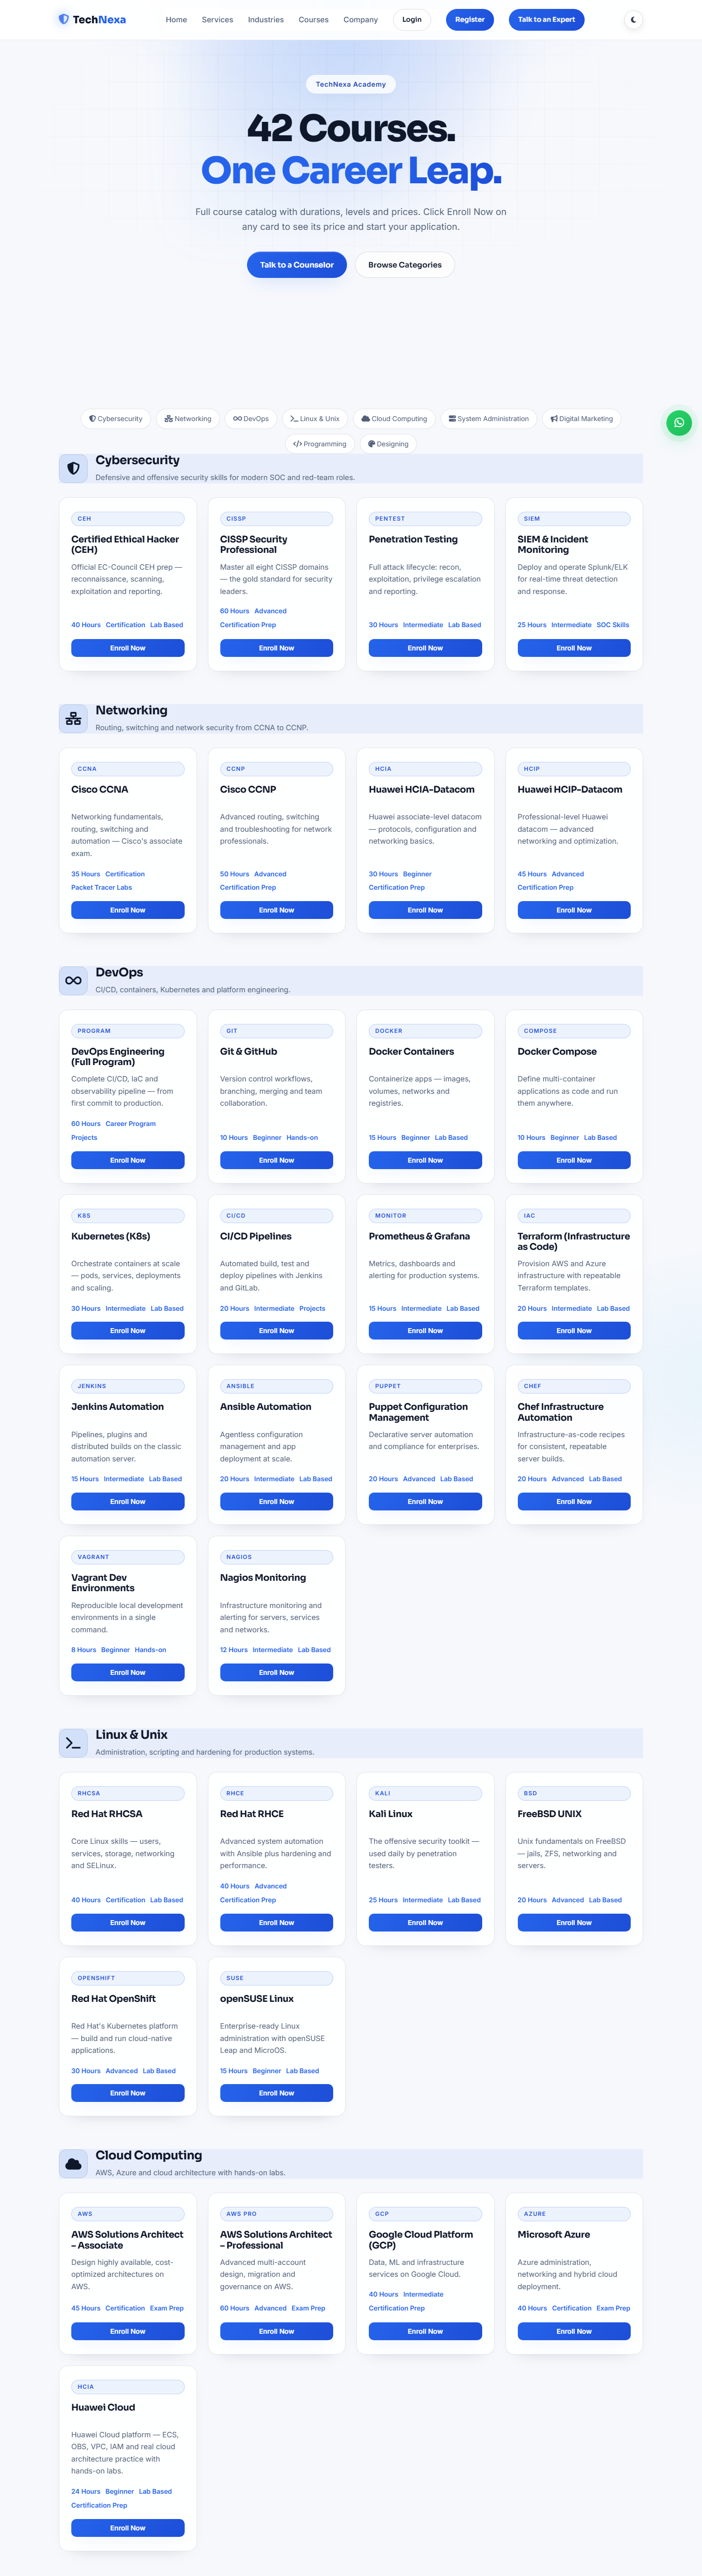 TechNexa
Home Services Industries Courses Company Login Register Talk to an Expert
TechNexa Academy
42 Courses.
One Career Leap.
Full course catalog with durations, levels and prices. Click Enroll Now on
any card to see its price and start your application.
Talk to a Counselor Browse Categories
Cybersecurity Networking DevOps Linux & Unix Cloud Computing System Administration Digital Marketing
Programming Designing
Cybersecurity
Defensive and offensive security skills for modern SOC and red-team roles.
CEH
Certified Ethical Hacker
(CEH)
Official EC-Council CEH prep —
reconnaissance, scanning,
exploitation and reporting.
40 Hours Certification Lab Based
Enroll Now
CISSP
CISSP Security
Professional
Master all eight CISSP domains
— the gold standard for security
leaders.
60 Hours Advanced
Certification Prep
Enroll Now
PENTEST
Penetration Testing
Full attack lifecycle: recon,
exploitation, privilege escalation
and reporting.
30 Hours Intermediate Lab Based
Enroll Now
SIEM
SIEM & Incident
Monitoring
Deploy and operate Splunk/ELK
for real-time threat detection
and response.
25 Hours Intermediate SOC Skills
Enroll Now
Networking
Routing, switching and network security from CCNA to CCNP.
CCNA
Cisco CCNA
Networking fundamentals,
routing, switching and
automation — Cisco's associate
exam.
35 Hours Certification
Packet Tracer Labs
Enroll Now
CCNP
Cisco CCNP
Advanced routing, switching
and troubleshooting for network
professionals.
50 Hours Advanced
Certification Prep
Enroll Now
HCIA
Huawei HCIA-Datacom
Huawei associate-level datacom
— protocols, configuration and
networking basics.
30 Hours Beginner
Certification Prep
Enroll Now
HCIP
Huawei HCIP-Datacom
Professional-level Huawei
datacom — advanced
networking and optimization.
45 Hours Advanced
Certification Prep
Enroll Now
DevOps
CI/CD, containers, Kubernetes and platform engineering.
PROGRAM
DevOps Engineering
(Full Program)
Complete CI/CD, IaC and
observability pipeline — from
first commit to production.
60 Hours Career Program
Projects
Enroll Now
GIT
Git & GitHub
Version control workflows,
branching, merging and team
collaboration.
10 Hours Beginner Hands-on
Enroll Now
DOCKER
Docker Containers
Containerize apps — images,
volumes, networks and
registries.
15 Hours Beginner Lab Based
Enroll Now
COMPOSE
Docker Compose
Define multi-container
applications as code and run
them anywhere.
10 Hours Beginner Lab Based
Enroll Now
K8S
Kubernetes (K8s)
Orchestrate containers at scale
— pods, services, deployments
and scaling.
30 Hours Intermediate Lab Based
Enroll Now
CI/CD
CI/CD Pipelines
Automated build, test and
deploy pipelines with Jenkins
and GitLab.
20 Hours Intermediate Projects
Enroll Now
MONITOR
Prometheus & Grafana
Metrics, dashboards and
alerting for production systems.
15 Hours Intermediate Lab Based
Enroll Now
IAC
Terraform (Infrastructure
as Code)
Provision AWS and Azure
infrastructure with repeatable
Terraform templates.
20 Hours Intermediate Lab Based
Enroll Now
JENKINS
Jenkins Automation
Pipelines, plugins and
distributed builds on the classic
automation server.
15 Hours Intermediate Lab Based
Enroll Now
ANSIBLE
Ansible Automation
Agentless configuration
management and app
deployment at scale.
20 Hours Intermediate Lab Based
Enroll Now
PUPPET
Puppet Configuration
Management
Declarative server automation
and compliance for enterprises.
20 Hours Advanced Lab Based
Enroll Now
CHEF
Chef Infrastructure
Automation
Infrastructure-as-code recipes
for consistent, repeatable
server builds.
20 Hours Advanced Lab Based
Enroll Now
VAGRANT
Vagrant Dev
Environments
Reproducible local development
environments in a single
command.
8 Hours Beginner Hands-on
Enroll Now
NAGIOS
Nagios Monitoring
Infrastructure monitoring and
alerting for servers, services
and networks.
12 Hours Intermediate Lab Based
Enroll Now
Linux & Unix
Administration, scripting and hardening for production systems.
RHCSA
Red Hat RHCSA
Core Linux skills — users,
services, storage, networking
and SELinux.
40 Hours Certification Lab Based
Enroll Now
RHCE
Red Hat RHCE
Advanced system automation
with Ansible plus hardening and
performance.
40 Hours Advanced
Certification Prep
Enroll Now
KALI
Kali Linux
The offensive security toolkit —
used daily by penetration
testers.
25 Hours Intermediate Lab Based
Enroll Now
BSD
FreeBSD UNIX
Unix fundamentals on FreeBSD
— jails, ZFS, networking and
servers.
20 Hours Advanced Lab Based
Enroll Now
OPENSHIFT
Red Hat OpenShift
Red Hat's Kubernetes platform
— build and run cloud-native
applications.
30 Hours Advanced Lab Based
Enroll Now
SUSE
openSUSE Linux
Enterprise-ready Linux
administration with openSUSE
Leap and MicroOS.
15 Hours Beginner Lab Based
Enroll Now
Cloud Computing
AWS, Azure and cloud architecture with hands-on labs.
AWS
AWS Solutions Architect
– Associate
Design highly available, cost-
optimized architectures on
AWS.
45 Hours Certification Exam Prep
Enroll Now
AWS PRO
AWS Solutions Architect
– Professional
Advanced multi-account
design, migration and
governance on AWS.
60 Hours Advanced Exam Prep
Enroll Now
GCP
Google Cloud Platform
(GCP)
Data, ML and infrastructure
services on Google Cloud.
40 Hours Intermediate
Certification Prep
Enroll Now
AZURE
Microsoft Azure
Azure administration,
networking and hybrid cloud
deployment.
40 Hours Certification Exam Prep
Enroll Now
HCIA
Huawei Cloud
Huawei Cloud platform — ECS,
OBS, VPC, IAM and real cloud
architecture practice with
hands-on labs.
24 Hours Beginner Lab Based
Certification Prep
Enroll Now